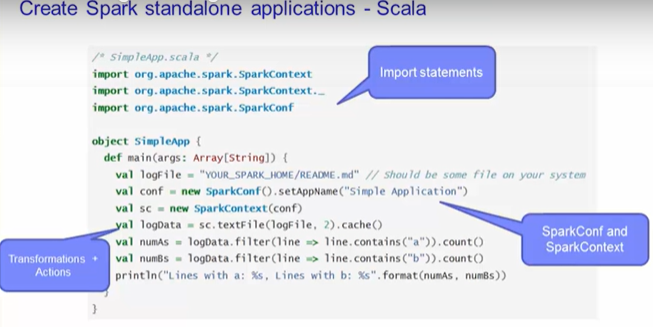 Create Spark standalone applications - Scala
/* SimpleApp.scala */
import org.apache.spark.SparkContext
import org.apache.spark.SparkContext._
import org.apache.spark.SparkConf
Import statements
object SimpleApp {
def main(args: Array[String]) {
val logFile = "YOUR_SPARK_HOME/README.md" // Should be some file on your system
val conf = new SparkConf().setAppName("Simple Application")
val sc = new SparkContext(conf)
val logData = sc.textFile(logFile, 2).cache()
val numAs = logData.filter(line => line.contains("a")).count()
val numBs = logData.filter(line => line.contains("b")).count()
println("Lines with a: %s, Lines with b: %s".format(numAs, numBs))
}
}
SparkConf and
SparkContext
Transformations +
Actions